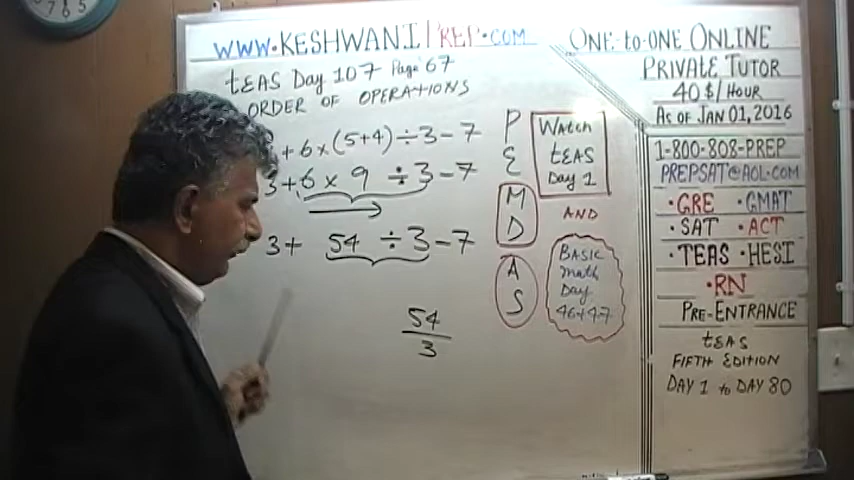 6 5
WWW.KESHWANIPREP.COM
tEAS Day 107 Page 67
ORDER OF OPERATIONS
+ 6 × (5+4) ÷ 3 - 7
3 + 6 × 9 ÷ 3 - 7
3 + 54 ÷ 3 - 7
54
3
P
E
M
D
A
S
Watch
tEAS
Day 1
AND
BASIC
math
Day
46+47
ONE-to-ONE ONLINE
PRIVATE TUTOR
40$/HOUR
AS OF JAN 01, 2016
1-800-808-PREP
PREPSAT@AOL.COM
•GRE •GMAT
•SAT •ACT
•TEAS •HESI
•RN
PRE-ENTRANCE
tEAS
FIFTH EDITION
DAY 1 to DAY 80